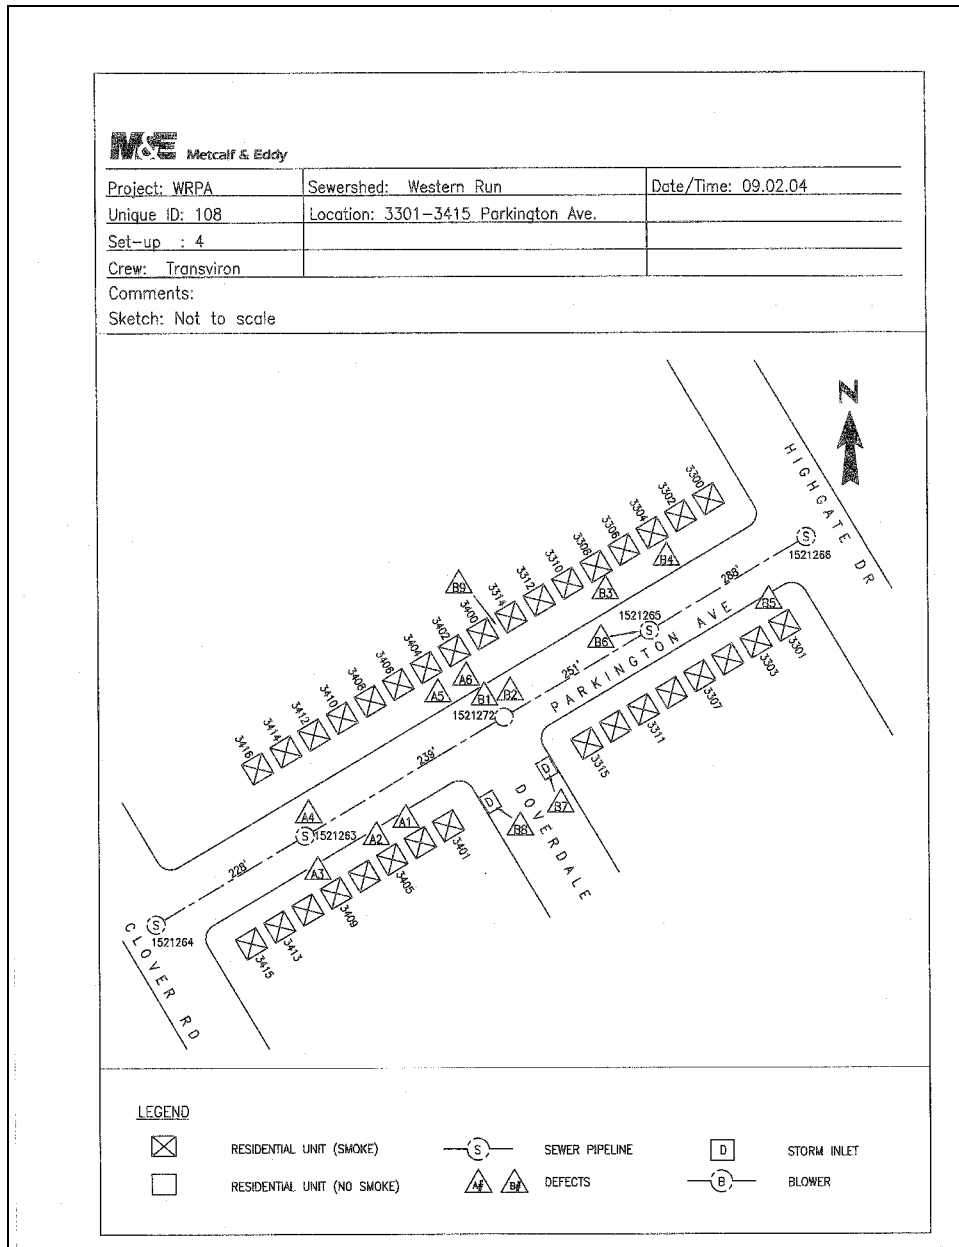 M&E Metcalf & Eddy
Project: WRPA
Sewershed: Western Run
Date/Time: 09.02.04
Unique ID: 108
Location: 3301-3415 Parkington Ave.
Set-up : 4
Crew: Transviron
Comments:
Sketch: Not to scale
N
HIGHGATE DR
3300
3302
3304
3306
3308
3310
3312
3314
3400
3402
3404
3406
3408
3410
3412
3414
3416
S
1521266
288'
B4
B3
B9
B5
1521265
S
B6
PARKINGTON AVE
3301
3303
3307
3311
3315
251'
A6
A5
B1
B2
1521272
239'
D
B7
D
B8
DOVERDALE
A4
S
1521263
A1
A2
A3
3401
3405
3409
3413
3415
228'
S
1521264
CLOVER RD
LEGEND
RESIDENTIAL UNIT (SMOKE)
S
SEWER PIPELINE
D
STORM INLET
RESIDENTIAL UNIT (NO SMOKE)
A# B#
DEFECTS
B
BLOWER